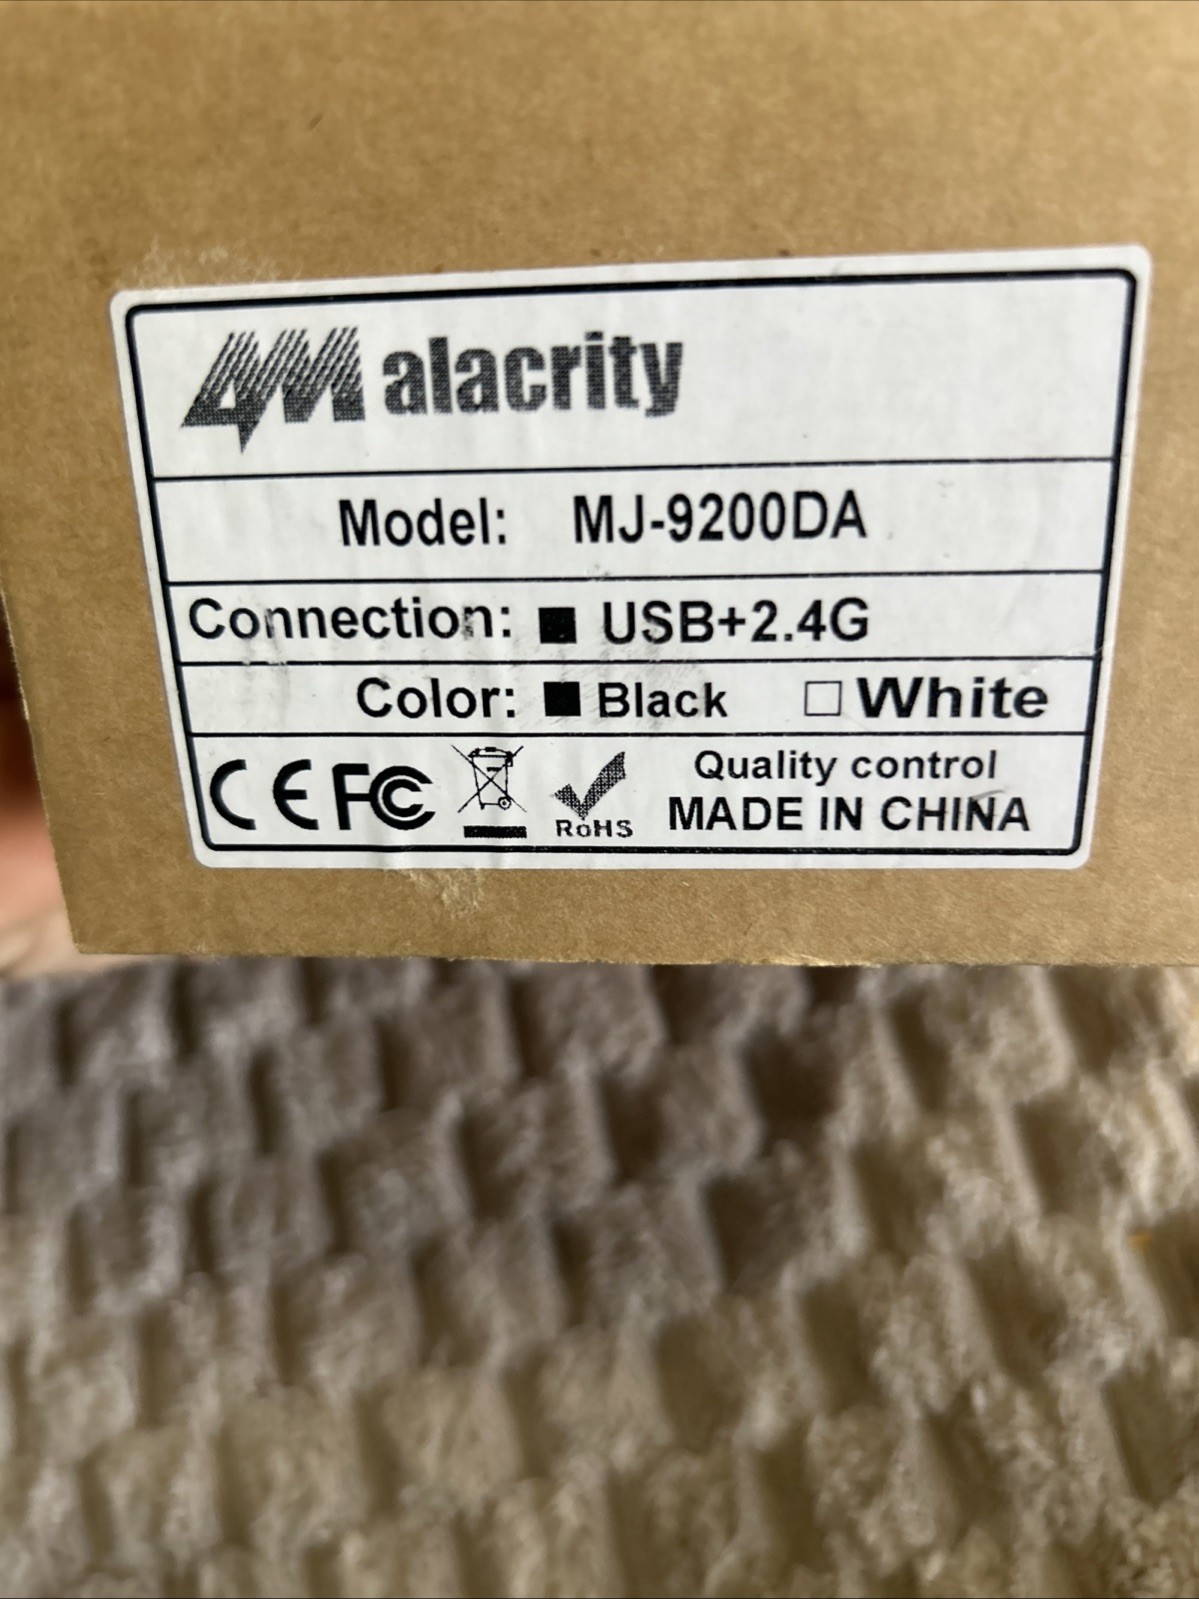 alacrity
Model: MJ-9200DA
Connection: ■ USB+2.4G
Color: ■ Black □ White
CE FC RoHS Quality control
MADE IN CHINA